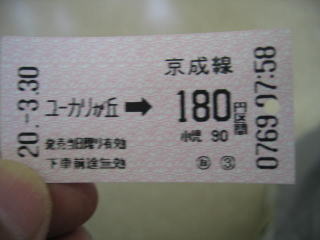 京成線
ユーカリが丘 ➡ 180円区間
小児 90
発売当日限り有効
下車前途無効
㋲ ③
20.-3.30
0769 07:58